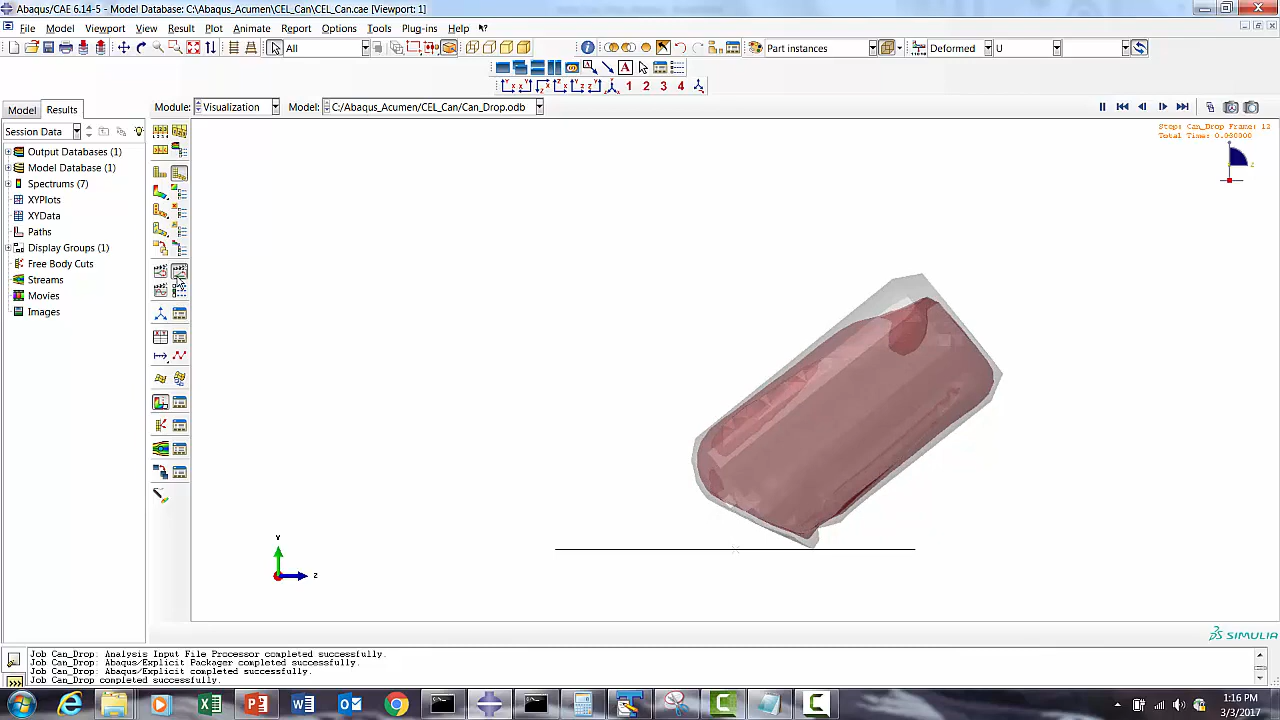 Abaqus/CAE 6.14-5 - Model Database: C:\Abaqus_Acumen\CEL_Can\CEL_Can.cae [Viewport: 1]
File Model Viewport View Result Plot Animate Report Options Tools Plug-ins Help
All Part instances Deformed U
1 2 3 4
Model Results Module: Visualization Model: C:/Abaqus_Acumen/CEL_Can/Can_Drop.odb
Session Data
Step: Can_Drop Frame: 12
Total Time: 0.060000
Output Databases (1)
Model Database (1)
Spectrums (7)
XYPlots
XYData
Paths
Display Groups (1)
Free Body Cuts
Streams
Movies
Images
Y
Z
SIMULIA
Job Can_Drop: Analysis Input File Processor completed successfully.
Job Can_Drop: Abaqus/Explicit Packager completed successfully.
Job Can_Drop: Abaqus/Explicit completed successfully.
Job Can_Drop completed successfully.
1:16 PM
3/3/2017